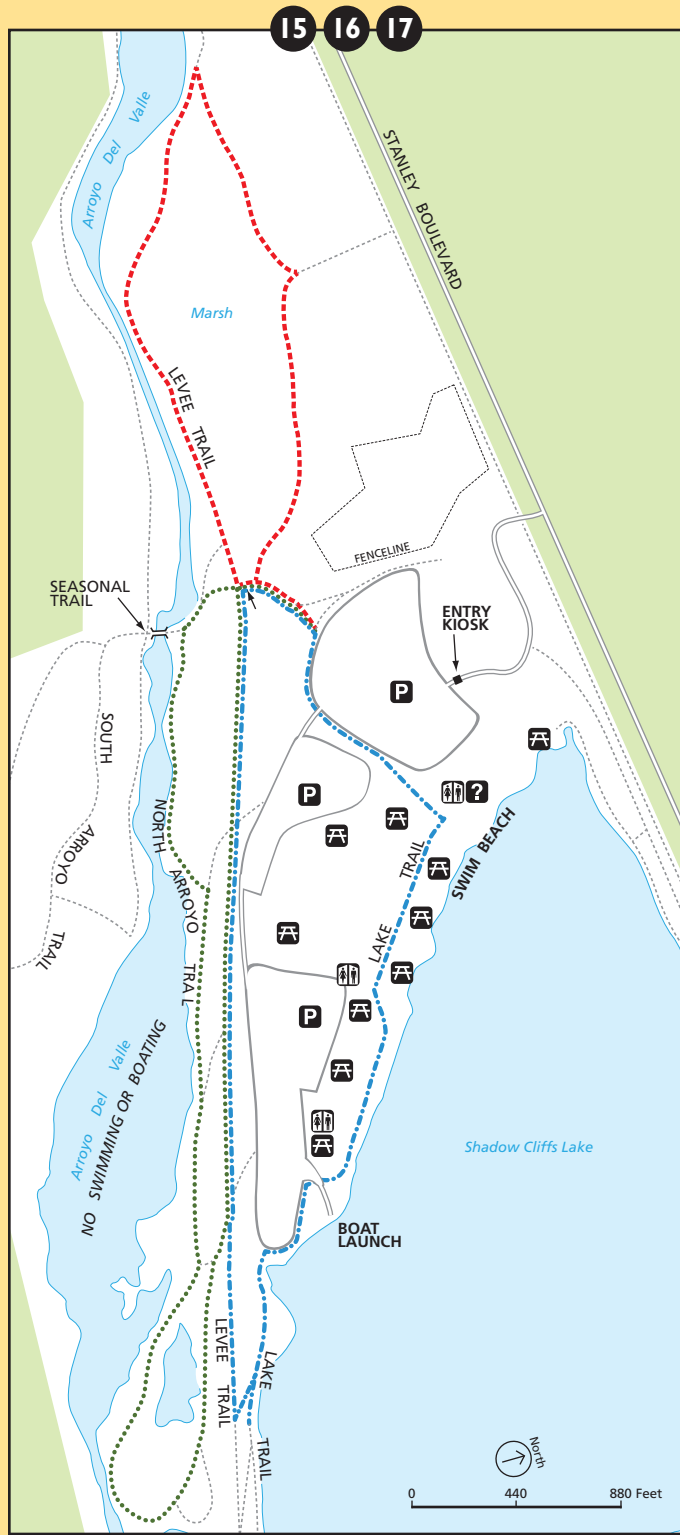 15 16 17
Arroyo Del Valle
STANLEY BOULEVARD
Marsh
LEVEE TRAIL
FENCELINE
SEASONAL
TRAIL
ENTRY
KIOSK
P
SOUTH ARROYO TRAIL
NORTH ARROYO TRA L
P
?
SWIM BEACH
LAKE TRAIL
P
Arroyo Del Valle
NO SWIMMING OR BOATING
Shadow Cliffs Lake
BOAT
LAUNCH
LEVEE TRAIL
LAKE TRAIL
North
0 440 880 Feet